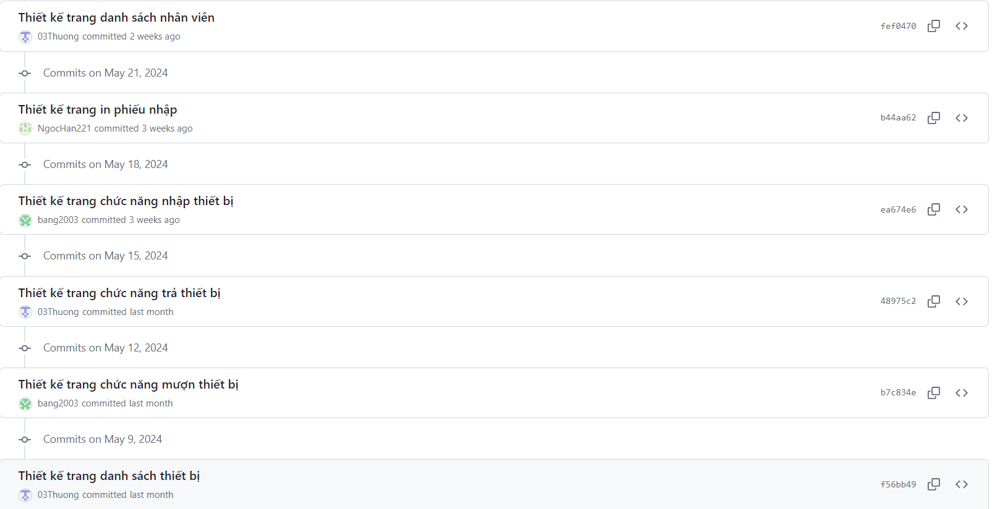 Thiết kế trang danh sách nhân viên
03Thuong committed 2 weeks ago
fef0470
Commits on May 21, 2024
Thiết kế trang in phiếu nhập
NgocHan221 committed 3 weeks ago
b44aa62
Commits on May 18, 2024
Thiết kế trang chức năng nhập thiết bị
bang2003 committed 3 weeks ago
ea674e6
Commits on May 15, 2024
Thiết kế trang chức năng trả thiết bị
03Thuong committed last month
48975c2
Commits on May 12, 2024
Thiết kế trang chức năng mượn thiết bị
bang2003 committed last month
b7c834e
Commits on May 9, 2024
Thiết kế trang danh sách thiết bị
03Thuong committed last month
f56bb49